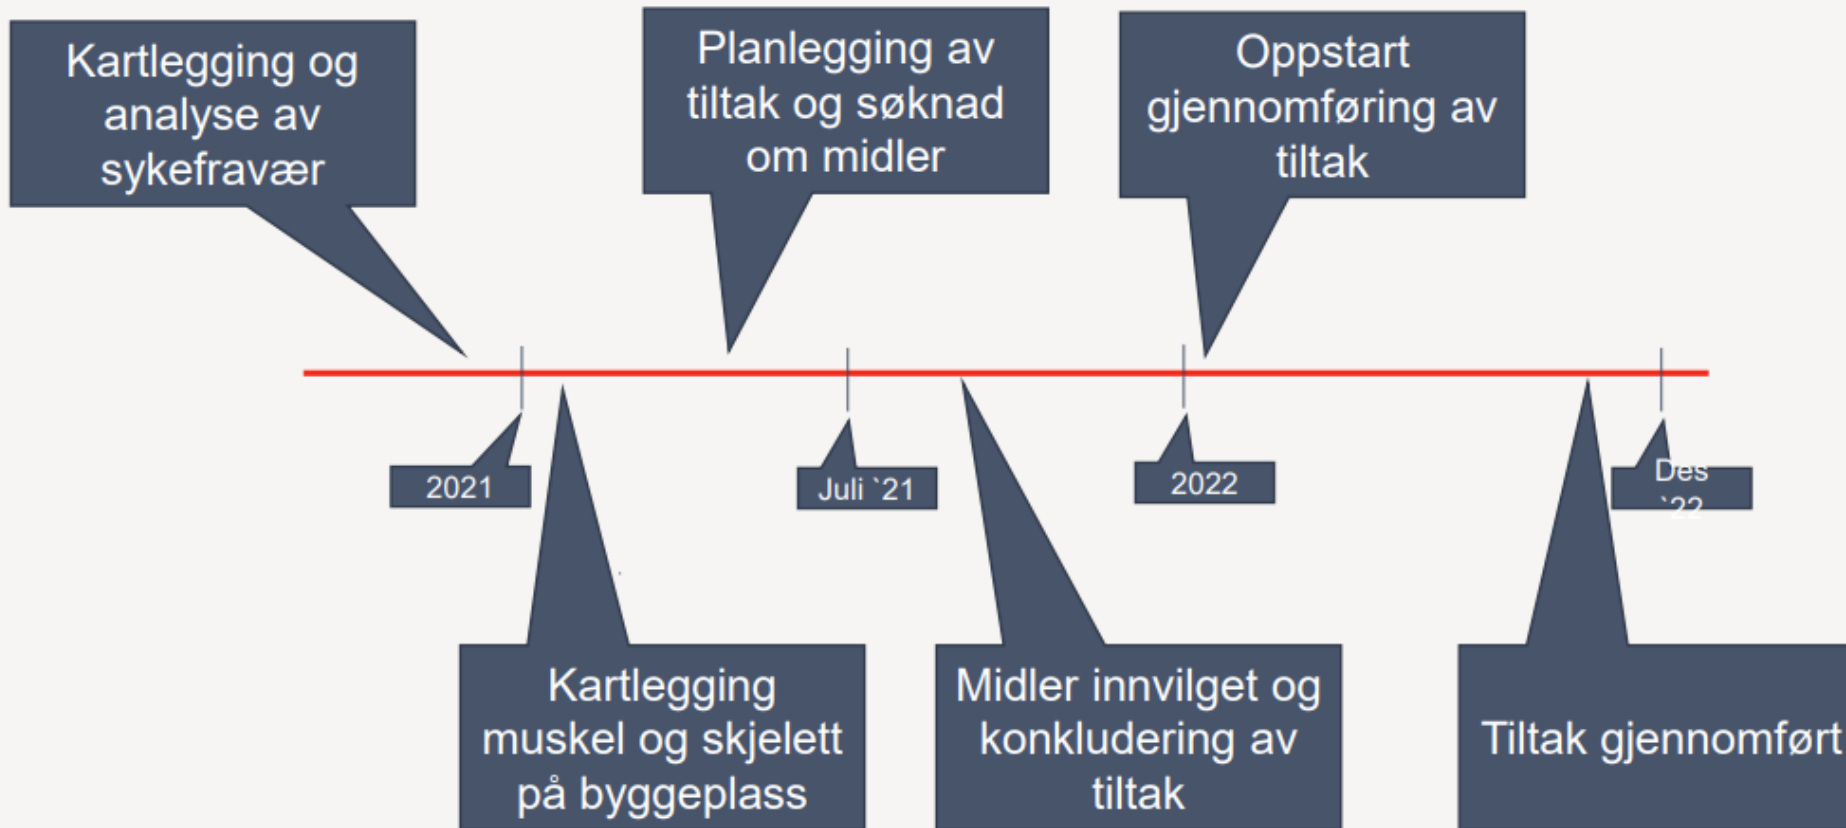 Kartlegging og
analyse av
sykefravær
Planlegging av
tiltak og søknad
om midler
Oppstart
gjennomføring av
tiltak
2021
Juli `21
2022
Des
`22
Kartlegging
muskel og skjelett
på byggeplass
Midler innvilget og
konkludering av
tiltak
Tiltak gjennomført